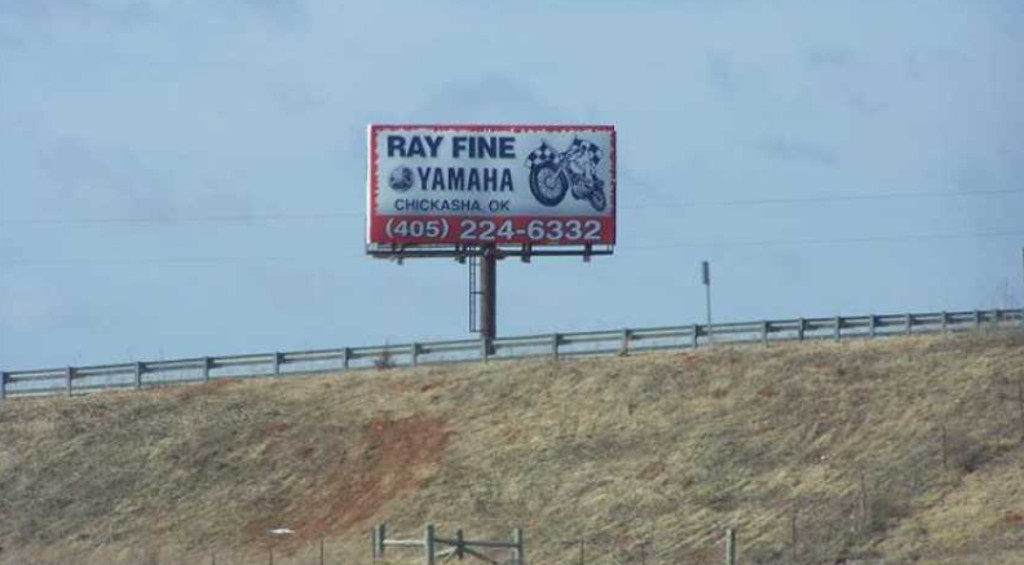 RAY FINE
YAMAHA
CHICKASHA, OK
(405) 224-6332